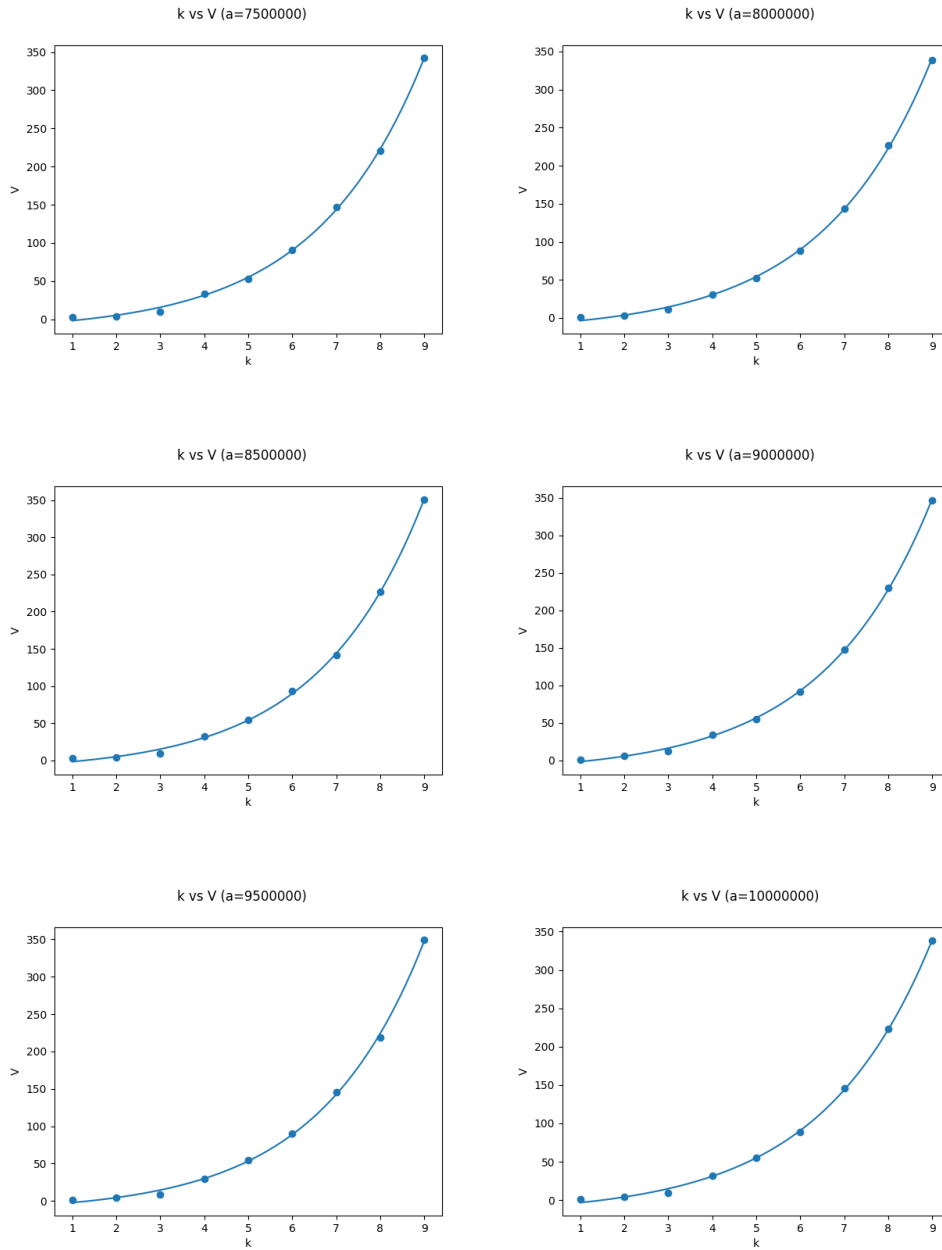 k vs V (a=7500000)
350
300
250
200
150
100
50
0
V
1 2 3 4 5 6 7 8 9
k
k vs V (a=8000000)
350
300
250
200
150
100
50
0
V
1 2 3 4 5 6 7 8 9
k
k vs V (a=8500000)
350
300
250
200
150
100
50
0
V
1 2 3 4 5 6 7 8 9
k
k vs V (a=9000000)
350
300
250
200
150
100
50
0
V
1 2 3 4 5 6 7 8 9
k
k vs V (a=9500000)
350
300
250
200
150
100
50
0
V
1 2 3 4 5 6 7 8 9
k
k vs V (a=10000000)
350
300
250
200
150
100
50
0
V
1 2 3 4 5 6 7 8 9
k